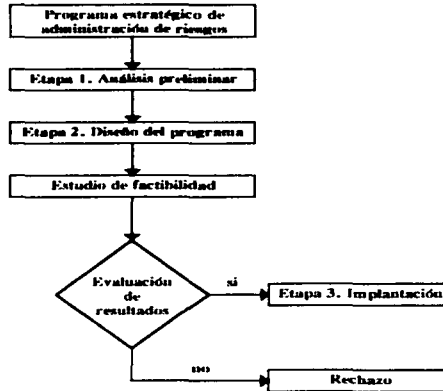 Programa estratégico de
administración de riesgos
Etapa 1. Análisis preliminar
Etapa 2. Diseño del programa
Estudio de factibilidad
Evaluación
de
resultados
si
Etapa 3. Implantación
no
Rechazo